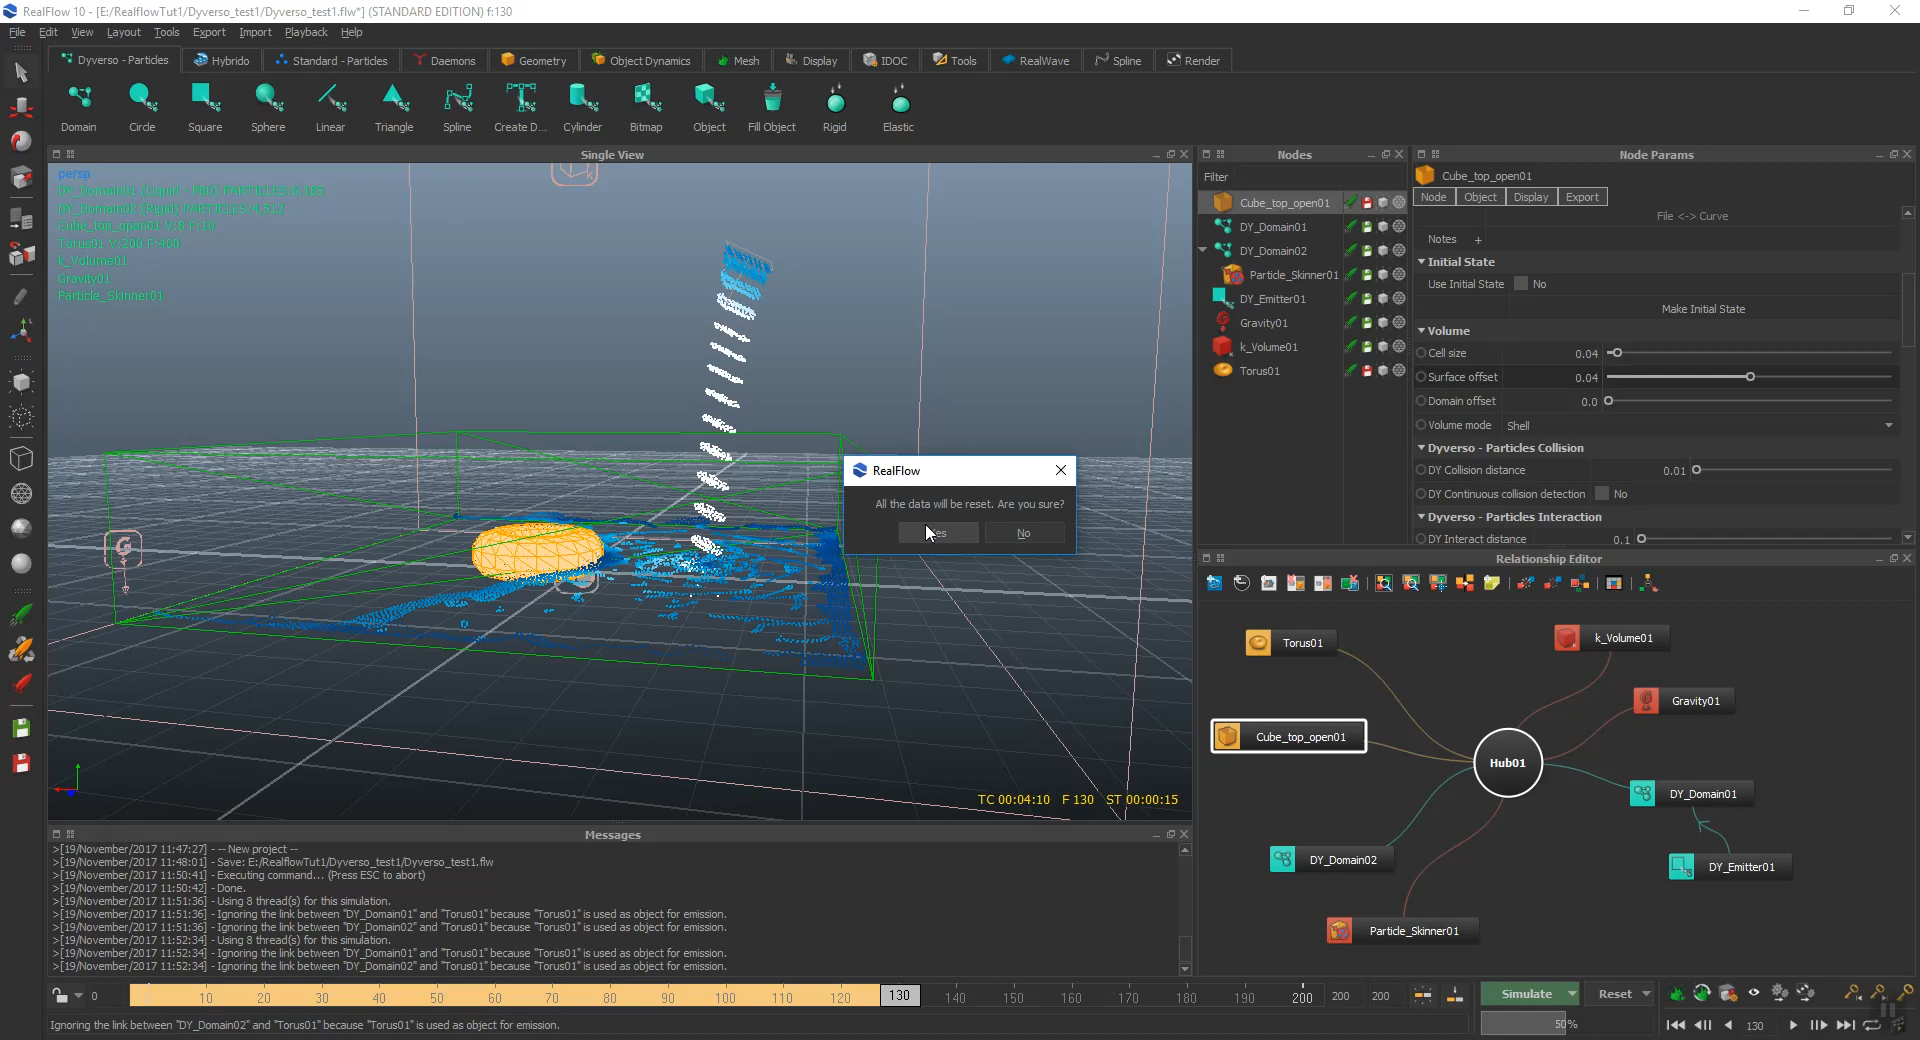 RealFlow 10 - [E:/RealflowTut1/Dyverso_test1/Dyverso_test1.flw*] (STANDARD EDITION) f:130
File Edit View Layout Tools Export Import Playback Help
Dyverso - Particles Hybrido Standard - Particles Daemons Geometry Object Dynamics Mesh Display IDOC Tools RealWave Spline Render
Domain Circle Square Sphere Linear Triangle Spline Create D... Cylinder Bitmap Object Fill Object Rigid Elastic
Single View
persp
DY_Domain01 (Liquid - PBD) PARTICLES:6,185
DY_Domain02 (Rigid) PARTICLES:4,513
Cube_top_open01 V:8 F:10
Torus01 V:200 F:400
k_Volume01
Gravity01
Particle_Skinner01
TC 00:04:10 F 130 ST 00:00:15
RealFlow
All the data will be reset. Are you sure?
No
Nodes
Filter
Cube_top_open01
DY_Domain01
DY_Domain02
Particle_Skinner01
DY_Emitter01
Gravity01
k_Volume01
Torus01
Node Params
Cube_top_open01
Node Object Display Export
File <-> Curve
Notes +
Initial State
Use Initial State No
Make Initial State
Volume
Cell size 0.04
Surface offset 0.04
Domain offset 0.0
Volume mode Shell
Dyverso - Particles Collision
DY Collision distance 0.01
DY Continuous collision detection No
Dyverso - Particles Interaction
DY Interact distance 0.1
Relationship Editor
Torus01
k_Volume01
Gravity01
Cube_top_open01
Hub01
DY_Domain01
DY_Domain02
DY_Emitter01
Particle_Skinner01
Messages
>[19/November/2017 11:47:27] - -- New project --
>[19/November/2017 11:48:01] - Save: E:/RealflowTut1/Dyverso_test1/Dyverso_test1.flw
>[19/November/2017 11:50:41] - Executing command... (Press ESC to abort)
>[19/November/2017 11:50:42] - Done.
>[19/November/2017 11:51:36] - Using 8 thread(s) for this simulation.
>[19/November/2017 11:51:36] - Ignoring the link between "DY_Domain01" and "Torus01" because "Torus01" is used as object for emission.
>[19/November/2017 11:51:36] - Ignoring the link between "DY_Domain02" and "Torus01" because "Torus01" is used as object for emission.
>[19/November/2017 11:52:34] - Using 8 thread(s) for this simulation.
>[19/November/2017 11:52:34] - Ignoring the link between "DY_Domain01" and "Torus01" because "Torus01" is used as object for emission.
>[19/November/2017 11:52:34] - Ignoring the link between "DY_Domain02" and "Torus01" because "Torus01" is used as object for emission.
0 10 20 30 40 50 60 70 80 90 100 110 120 130 140 150 160 170 180 190 200 200 200
Simulate Reset
Ignoring the link between "DY_Domain02" and "Torus01" because "Torus01" is used as object for emission.
50% 130